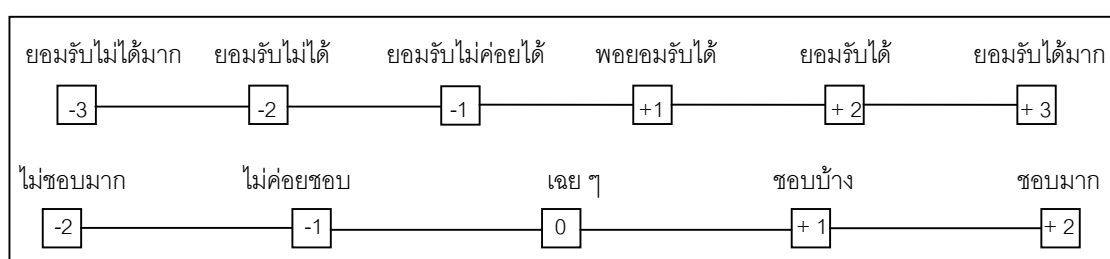 ยอมรับไม่ได้มาก ยอมรับไม่ได้ ยอมรับไม่ค่อยได้ พอยอมรับได้ ยอมรับได้ ยอมรับได้มาก
-3 -2 -1 +1 + 2 + 3
ไม่ชอบมาก ไม่ค่อยชอบ เฉย ๆ ชอบบ้าง ชอบมาก
-2 -1 0 + 1 + 2